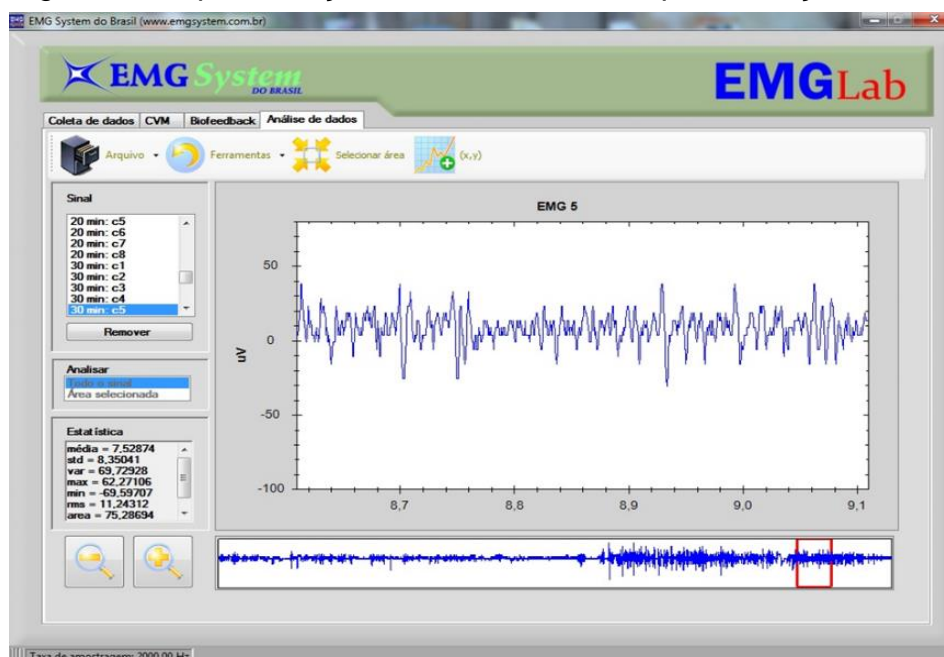 EMG System do Brasil (www.emgsystem.com.br)
EMG System
DO BRASIL
EMGLab
Coleta de dados CVM Biofeedback Análise de dados
Arquivo Ferramentas Selecionar área (x,y)
Sinal
20 min: c5
20 min: c6
20 min: c7
20 min: c8
30 min: c1
30 min: c2
30 min: c3
30 min: c4
30 min: c5
Remover
Analisar
Todo o sinal
Área selecionada
Estatística
média = 7,52874
std = 8,35041
var = 69,72928
max = 62,27106
min = -69,59707
rms = 11,24312
area = 75,28694
EMG 5
50
0
-50
-100
uV
8,7 8,8 8,9 9,0 9,1
Taxa de amostragem: 2000,00 Hz